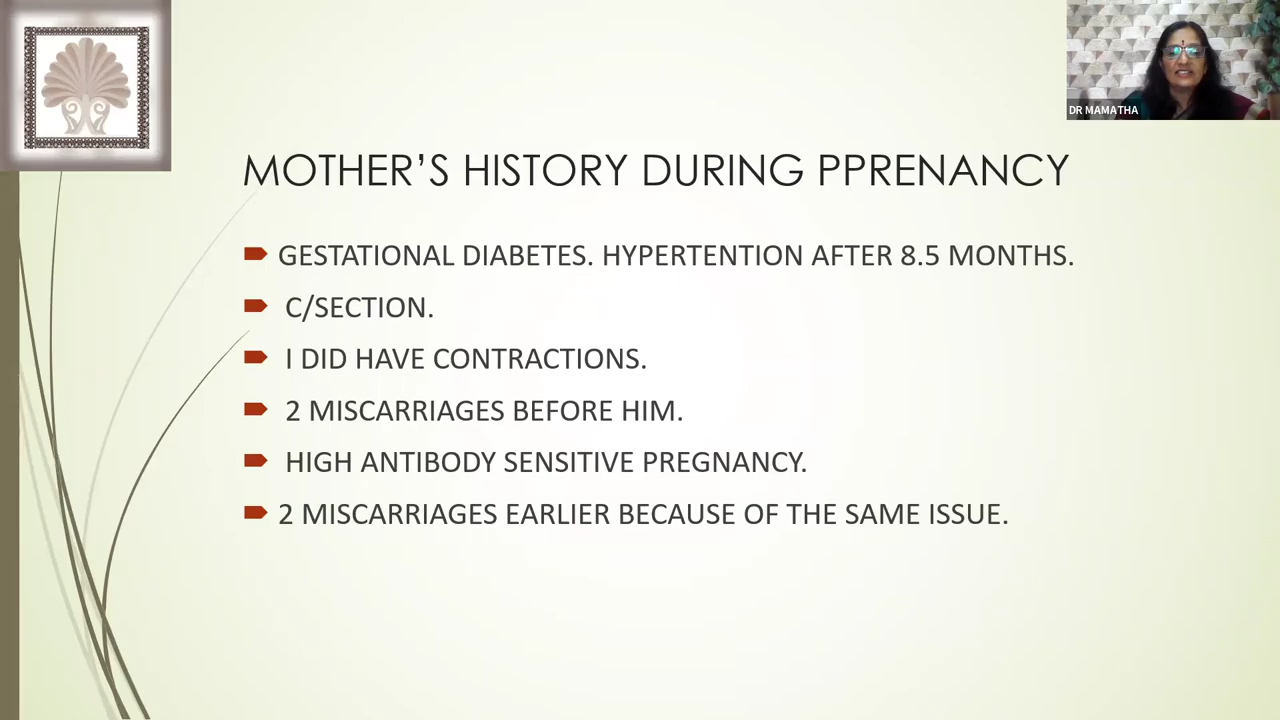 DR MAMATHA
MOTHER’S HISTORY DURING PPRENANCY
GESTATIONAL DIABETES. HYPERTENTION AFTER 8.5 MONTHS.
C/SECTION.
I DID HAVE CONTRACTIONS.
2 MISCARRIAGES BEFORE HIM.
HIGH ANTIBODY SENSITIVE PREGNANCY.
2 MISCARRIAGES EARLIER BECAUSE OF THE SAME ISSUE.